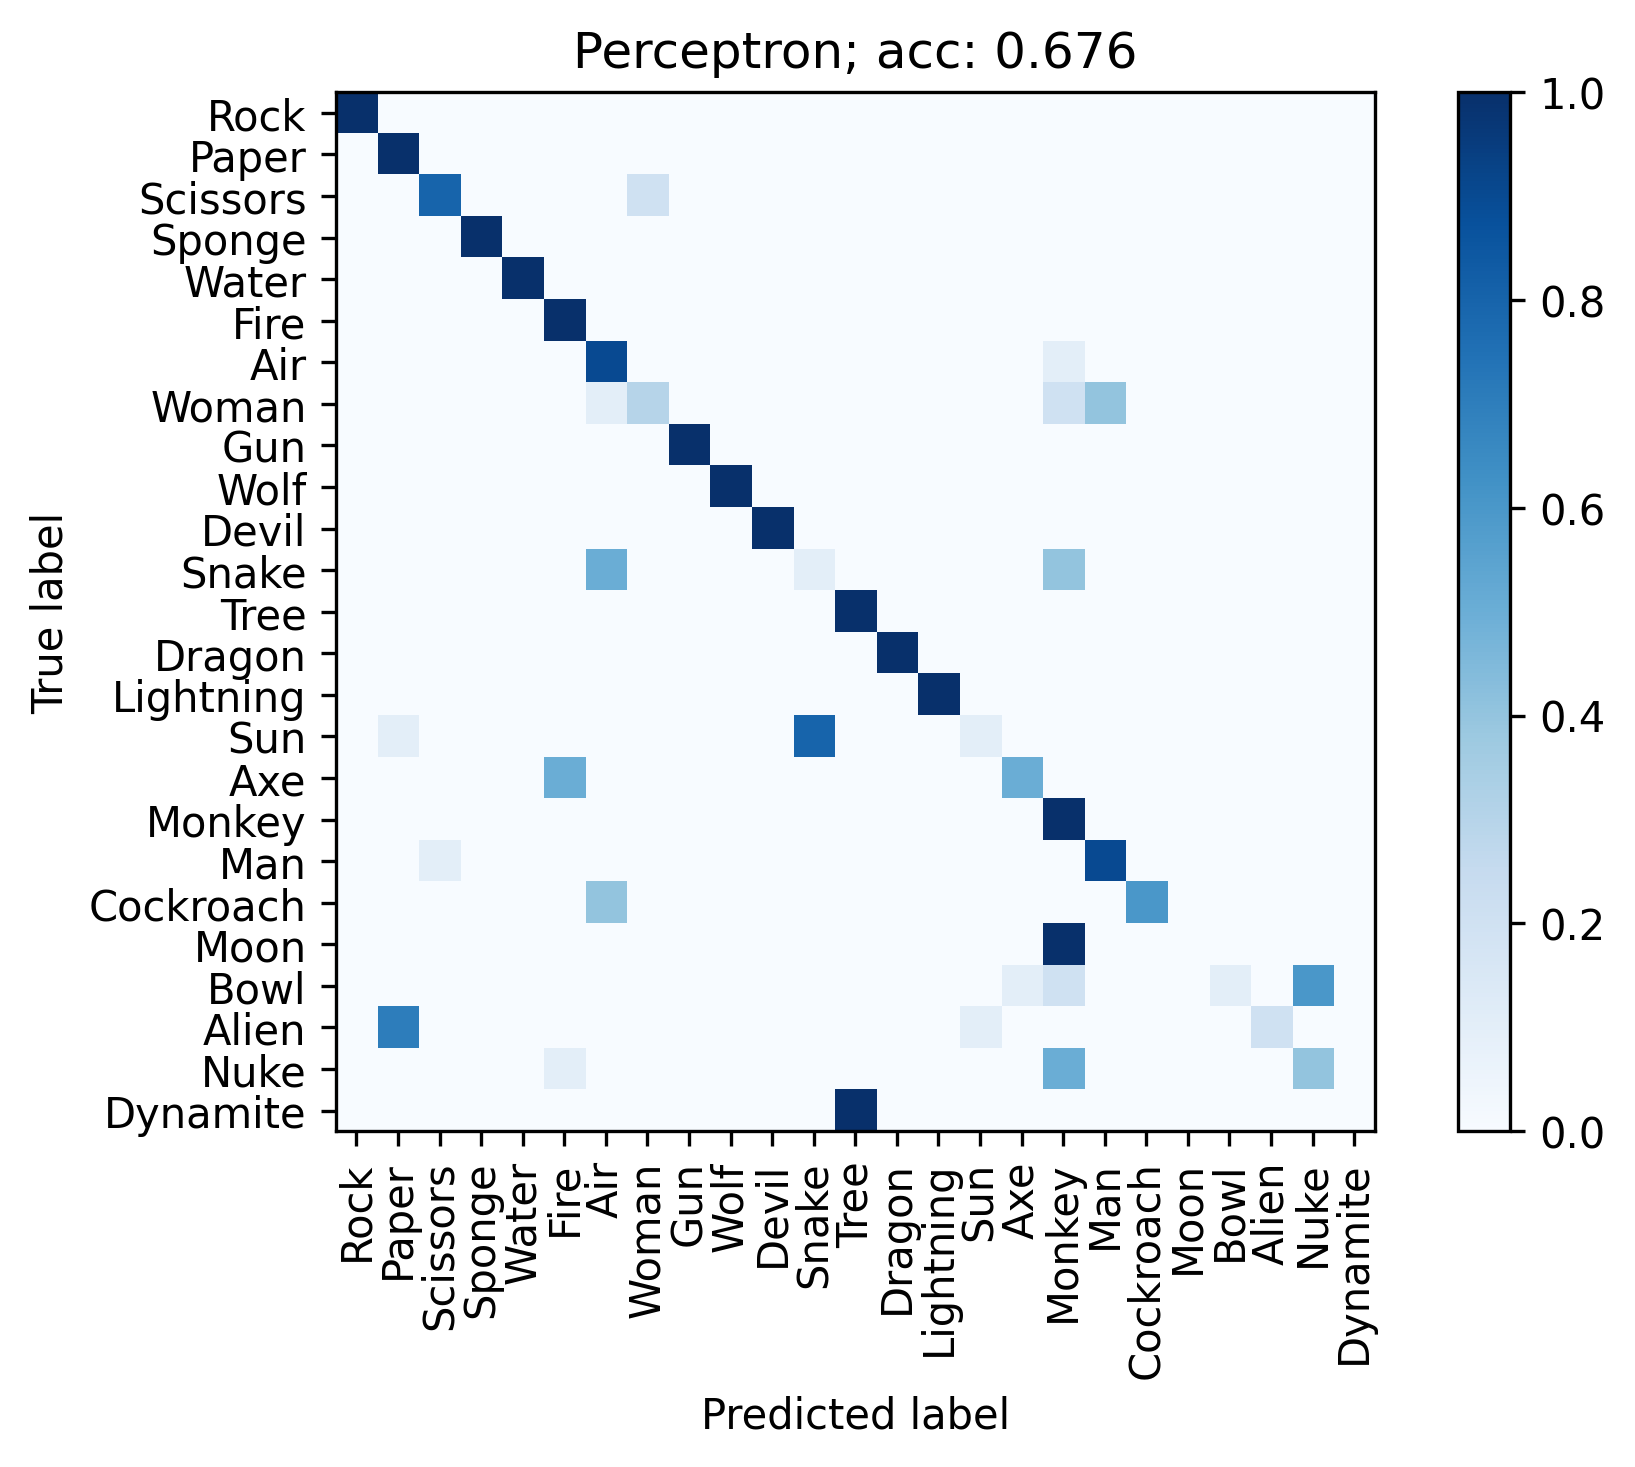 Perceptron; acc: 0.676
True label
Rock
Paper
Scissors
Sponge
Water
Fire
Air
Woman
Gun
Wolf
Devil
Snake
Tree
Dragon
Lightning
Sun
Axe
Monkey
Man
Cockroach
Moon
Bowl
Alien
Nuke
Dynamite
Rock
Paper
Scissors
Sponge
Water
Fire
Air
Woman
Gun
Wolf
Devil
Snake
Tree
Dragon
Lightning
Sun
Axe
Monkey
Man
Cockroach
Moon
Bowl
Alien
Nuke
Dynamite
Predicted label
1.0
0.8
0.6
0.4
0.2
0.0